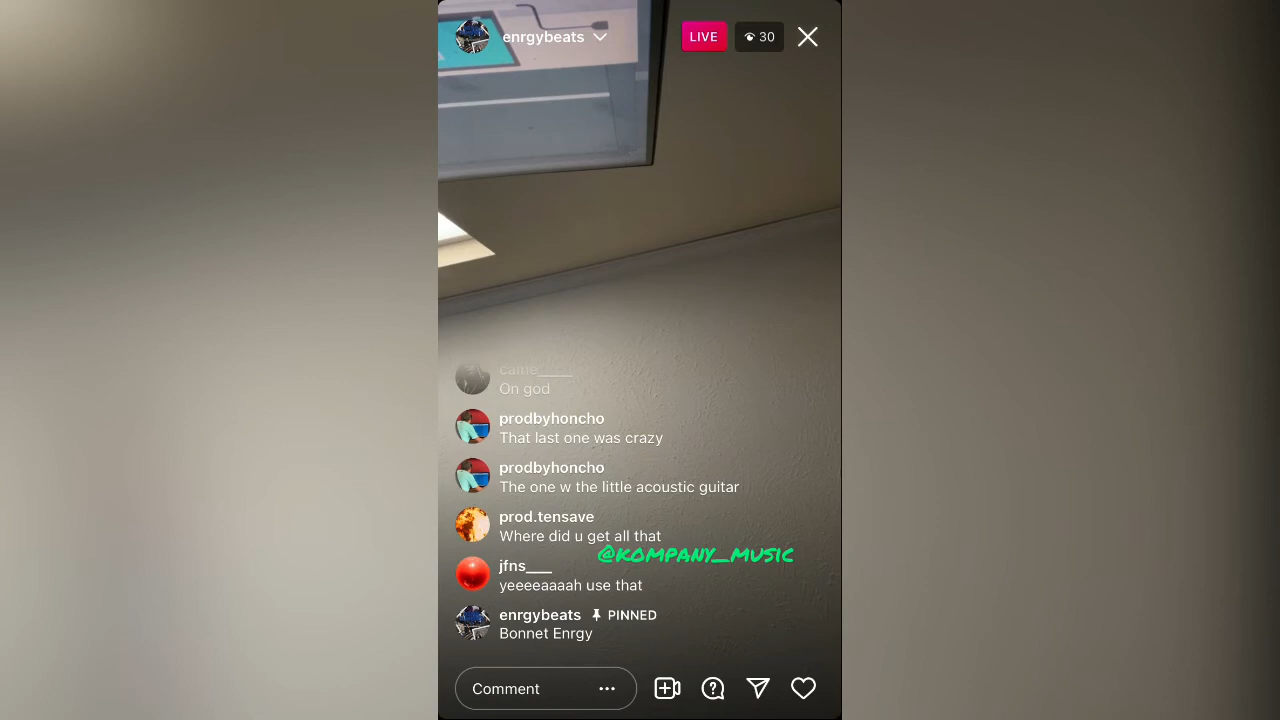 enrgybeats
LIVE
30
On god
prodbyhoncho
That last one was crazy
prodbyhoncho
The one w the little acoustic guitar
prod.tensave
Where did u get all that
@KOMPANY_MUSIC
jfns___
yeeeeaaaah use that
enrgybeats PINNED
Bonnet Enrgy
Comment